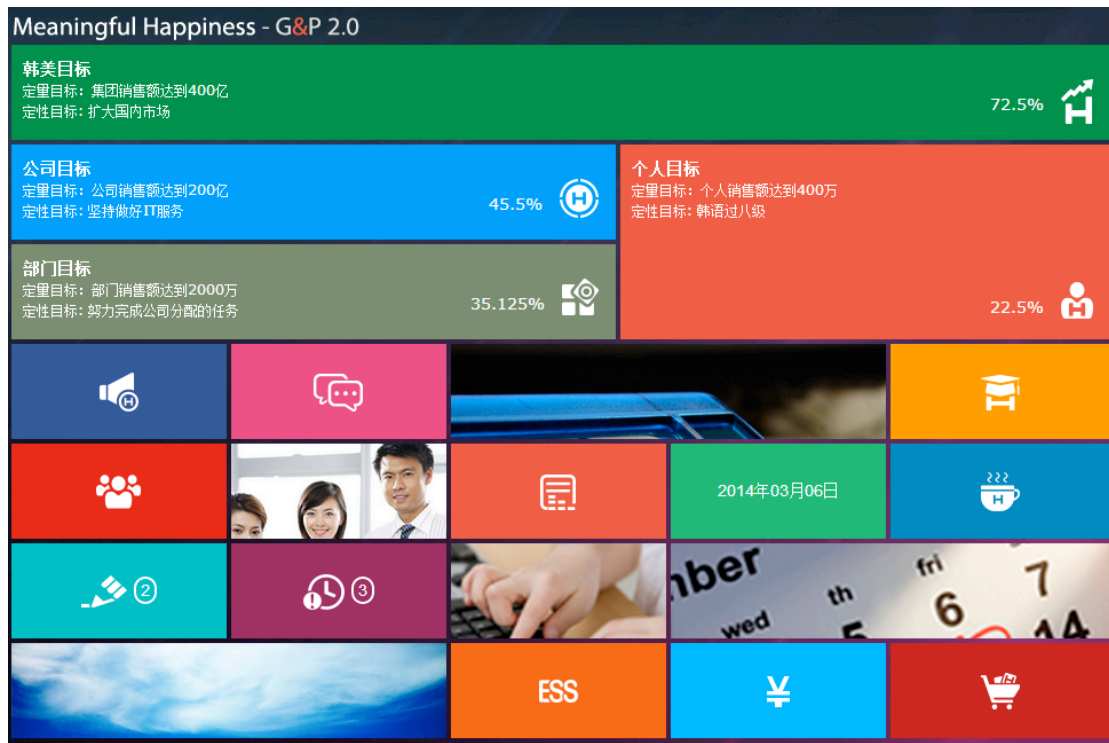 Meaningful Happiness - G&P 2.0
韩美目标
定量目标：集团销售额达到400亿
定性目标：扩大国内市场
72.5%
公司目标
定量目标：公司销售额达到200亿
定性目标：坚持做好IT服务
45.5%
个人目标
定量目标：个人销售额达到400万
定性目标：韩语过八级
22.5%
部门目标
定量目标：部门销售额达到2000万
定性目标：努力完成公司分配的任务
35.125%
H
H
2014年03月06日
H
2
3
mber
fri
7
wed
th
6
14
ESS
¥
H